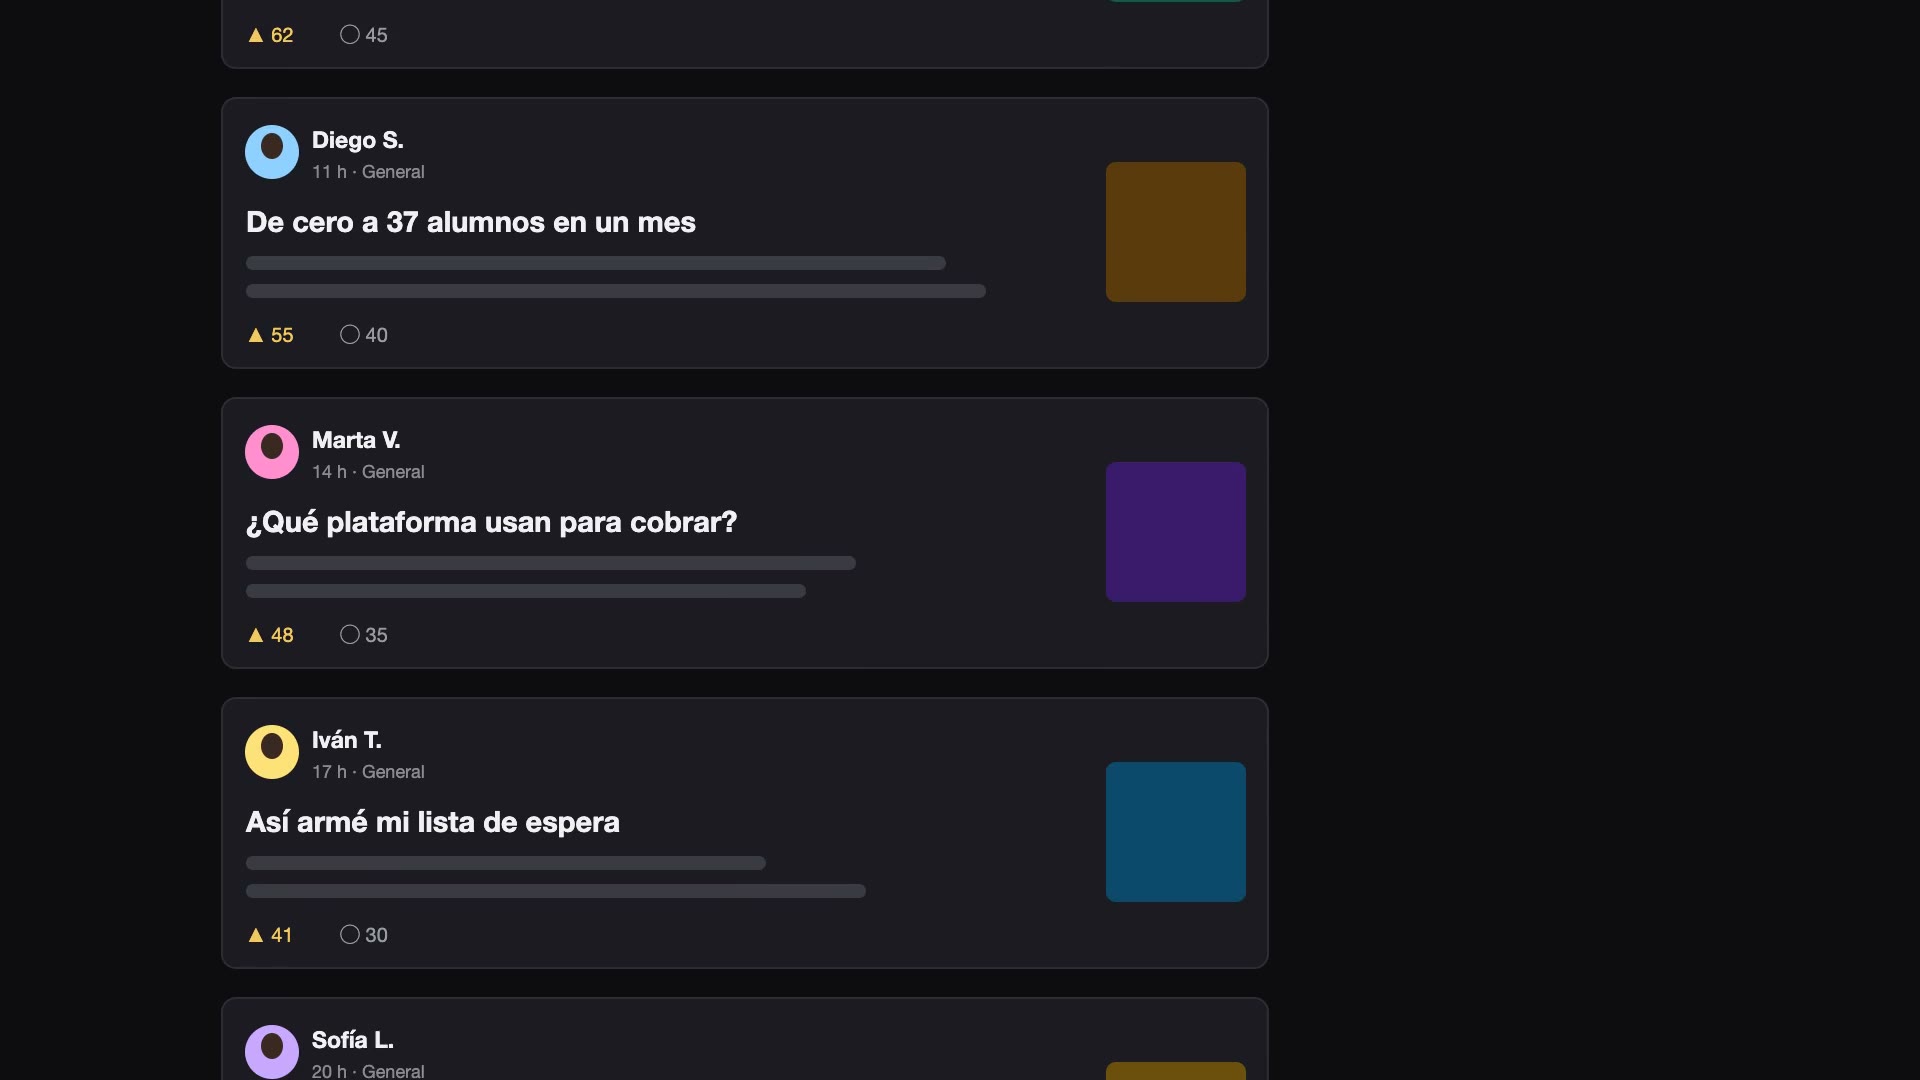 ▲ 62 ◯ 45
Diego S.
11 h · General
De cero a 37 alumnos en un mes
▲ 55 ◯ 40
Marta V.
14 h · General
¿Qué plataforma usan para cobrar?
▲ 48 ◯ 35
Iván T.
17 h · General
Así armé mi lista de espera
▲ 41 ◯ 30
Sofía L.
20 h · General